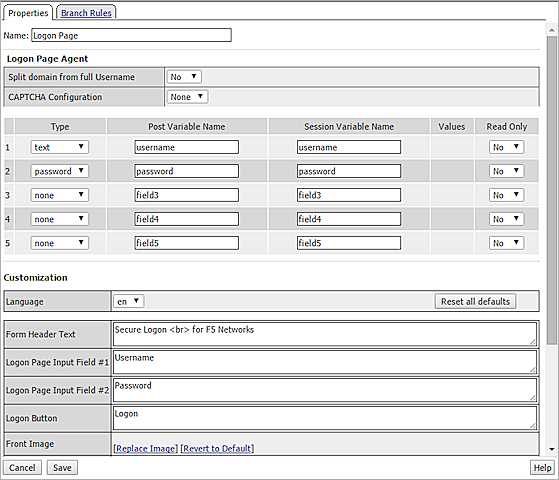 Properties Branch Rules
Name: Logon Page
Logon Page Agent
Split domain from full Username No
CAPTCHA Configuration None
Type Post Variable Name Session Variable Name Values Read Only
1 text username username No
2 password password password No
3 none field3 field3 No
4 none field4 field4 No
5 none field5 field5 No
Customization
Language en Reset all defaults
Form Header Text Secure Logon <br> for F5 Networks
Logon Page Input Field #1 Username
Logon Page Input Field #2 Password
Logon Button Logon
Front Image [Replace Image] [Revert to Default]
Cancel Save Help